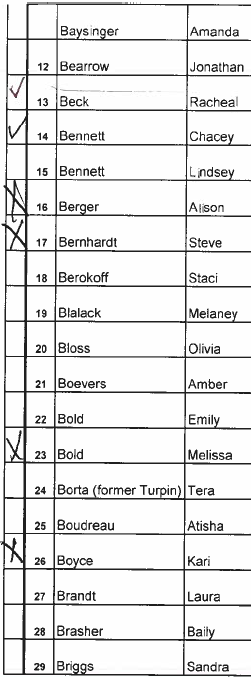 Baysinger Amanda
12 Bearrow Jonathan
13 Beck Racheal
14 Bennett Chacey
15 Bennett Lindsey
16 Berger Alison
17 Bernhardt Steve
18 Berokoff Staci
19 Blalack Melaney
20 Bloss Olivia
21 Boevers Amber
22 Bold Emily
23 Bold Melissa
24 Borta (former Turpin) Tera
25 Boudreau Atisha
26 Boyce Kari
27 Brandt Laura
28 Brasher Baily
29 Briggs Sandra